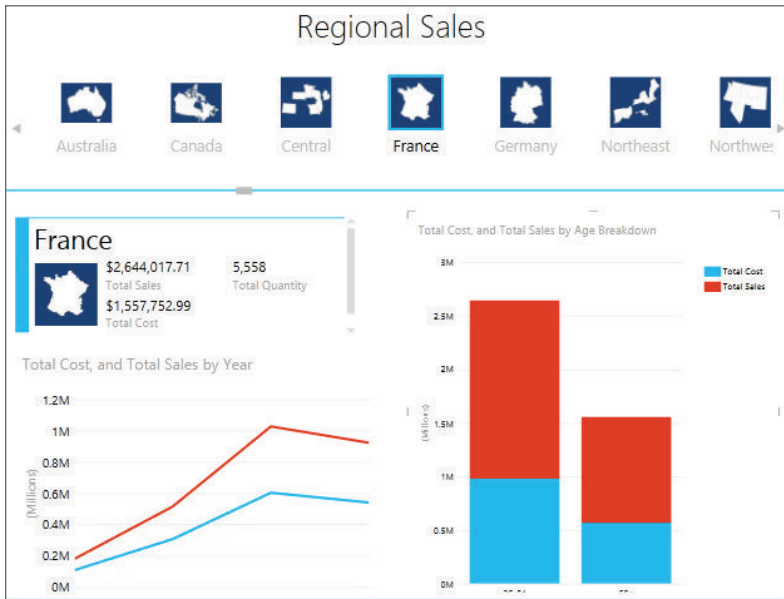 Regional Sales
Australia Canada Central France Germany Northeast Northwes
France
$2,644,017.71 5,558
Total Sales Total Quantity
$1,557,752.99
Total Cost
Total Cost, and Total Sales by Year
1.2M
1M
0.8M
0.6M
0.4M
0.2M
0M
(Millions)
Total Cost, and Total Sales by Age Breakdown
3M
2.5M
2M
1.5M
1M
0.5M
0M
(Millions)
Total Cost
Total Sales